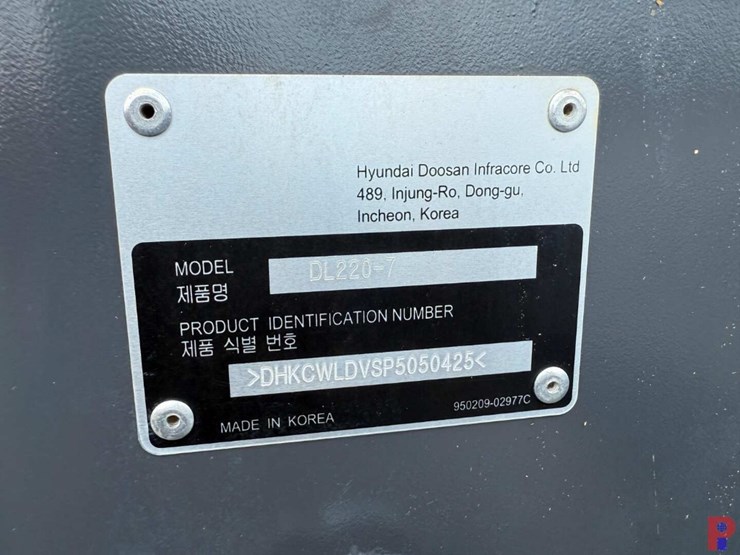 Hyundai Doosan Infracore Co. Ltd
489, Injung-Ro, Dong-gu,
Incheon, Korea
MODEL
제품명
DL220-7
PRODUCT IDENTIFICATION NUMBER
제품 식별 번호
>DHKCWLDVSP5050425<
MADE IN KOREA
950209-02977C